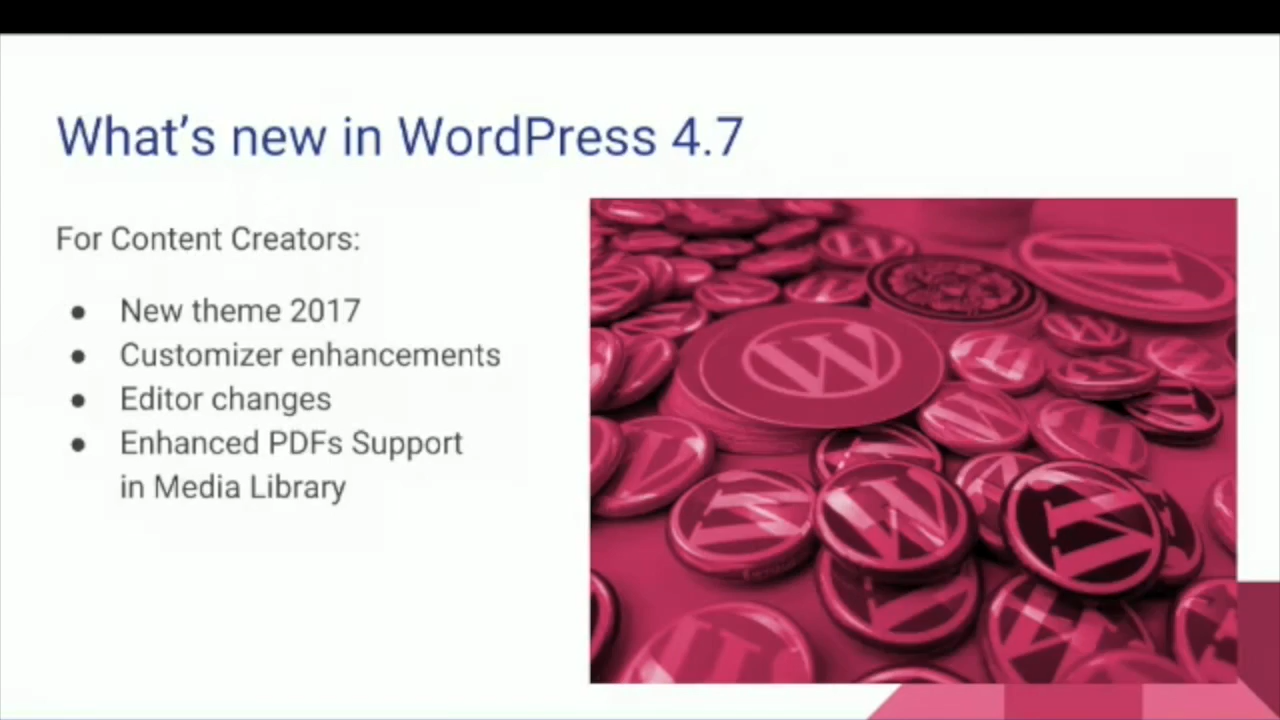 What’s new in WordPress 4.7
For Content Creators:
● New theme 2017
● Customizer enhancements
● Editor changes
● Enhanced PDFs Support
in Media Library